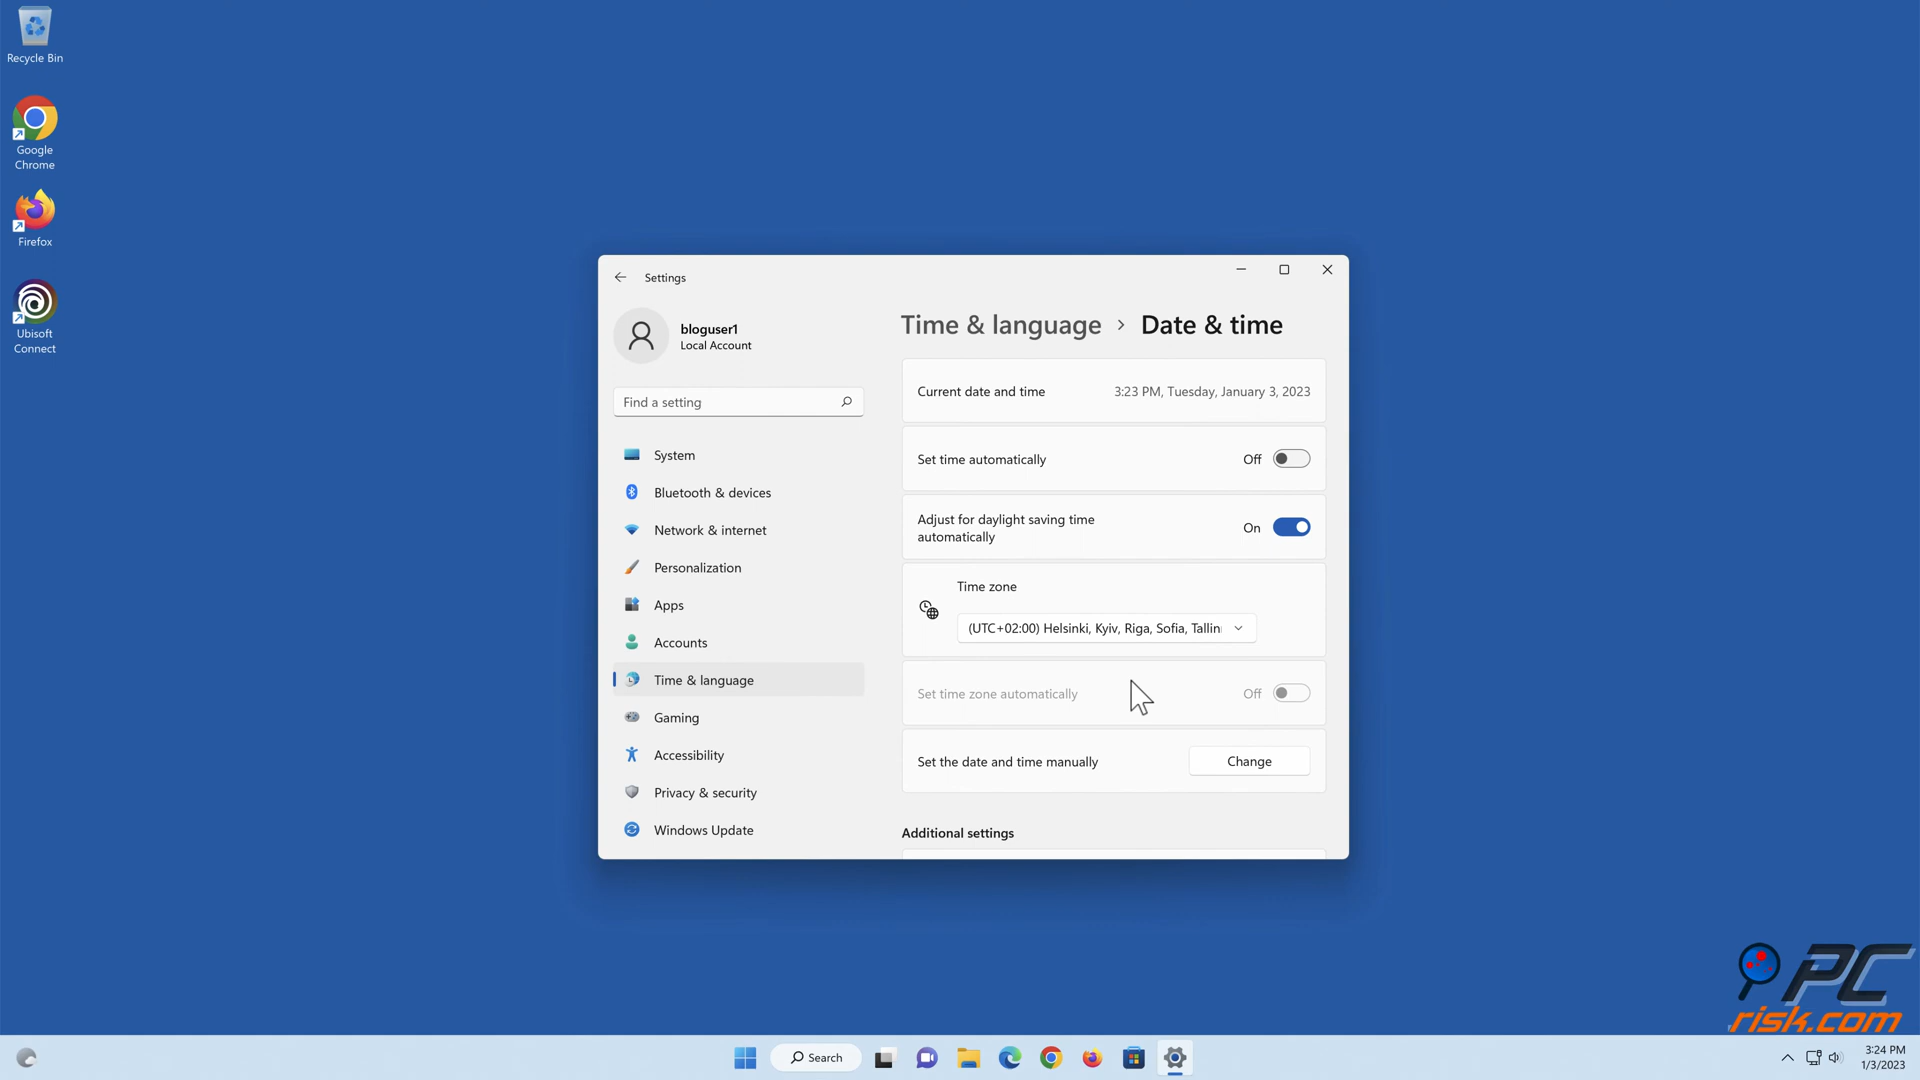 Recycle Bin
Google
Chrome
Firefox
Ubisoft
Connect
Settings
bloguser1
Local Account
Find a setting
System
Bluetooth & devices
Network & internet
Personalization
Apps
Accounts
Time & language
Gaming
Accessibility
Privacy & security
Windows Update
Time & language > Date & time
Current date and time 3:23 PM, Tuesday, January 3, 2023
Set time automatically Off
Adjust for daylight saving time
automatically
On
Time zone
(UTC+02:00) Helsinki, Kyiv, Riga, Sofia, Tallin
Set time zone automatically Off
Set the date and time manually Change
Additional settings
PC
risk.com
Search
3:24 PM
1/3/2023